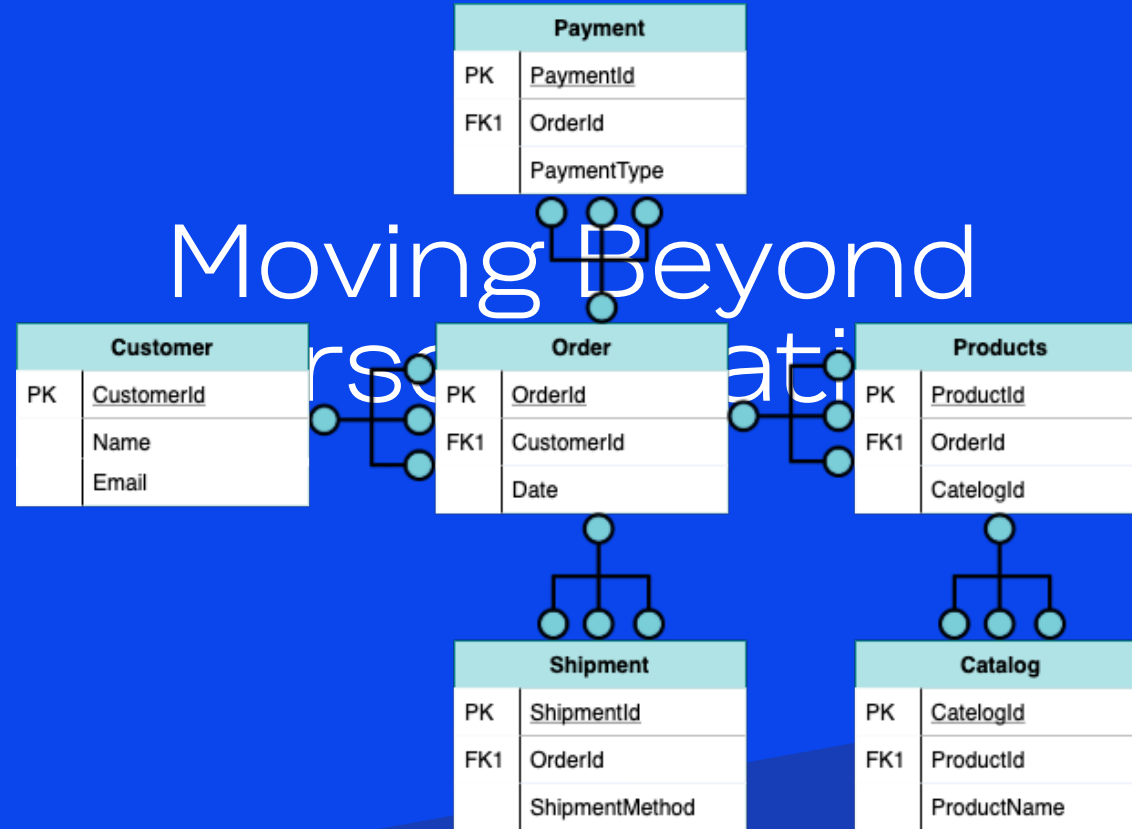 Payment
PK PaymentId
FK1 OrderId
PaymentType
Moving Beyond
Customer
PK CustomerId
Name
Email
Order
PK OrderId
FK1 CustomerId
Date
Products
PK ProductId
FK1 OrderId
CatelogId
Shipment
PK ShipmentId
FK1 OrderId
ShipmentMethod
Catalog
PK CatelogId
FK1 ProductId
ProductName